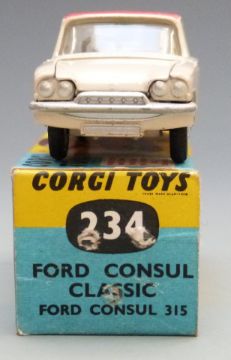 CORGI TOYS
234
FORD CONSUL
CLASSIC
FORD CONSUL 315